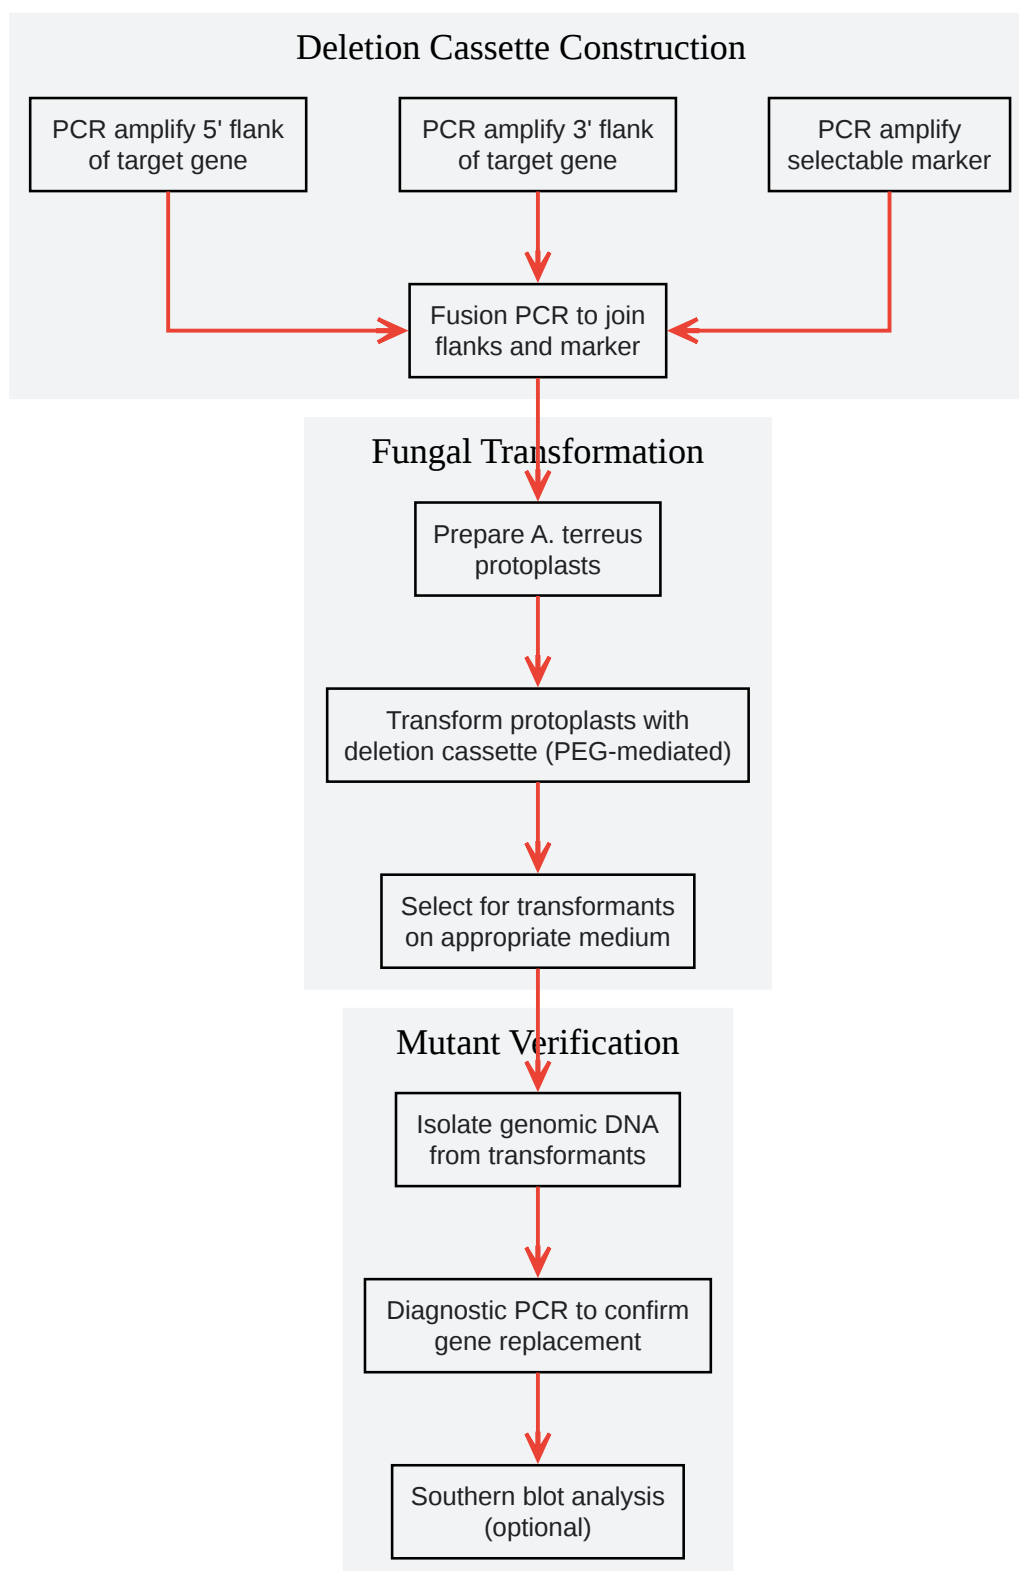 Deletion Cassette Construction
PCR amplify 5' flank
of target gene
PCR amplify 3' flank
of target gene
PCR amplify
selectable marker
Fusion PCR to join
flanks and marker
Fungal Transformation
Prepare A. terreus
protoplasts
Transform protoplasts with
deletion cassette (PEG-mediated)
Select for transformants
on appropriate medium
Mutant Verification
Isolate genomic DNA
from transformants
Diagnostic PCR to confirm
gene replacement
Southern blot analysis
(optional)